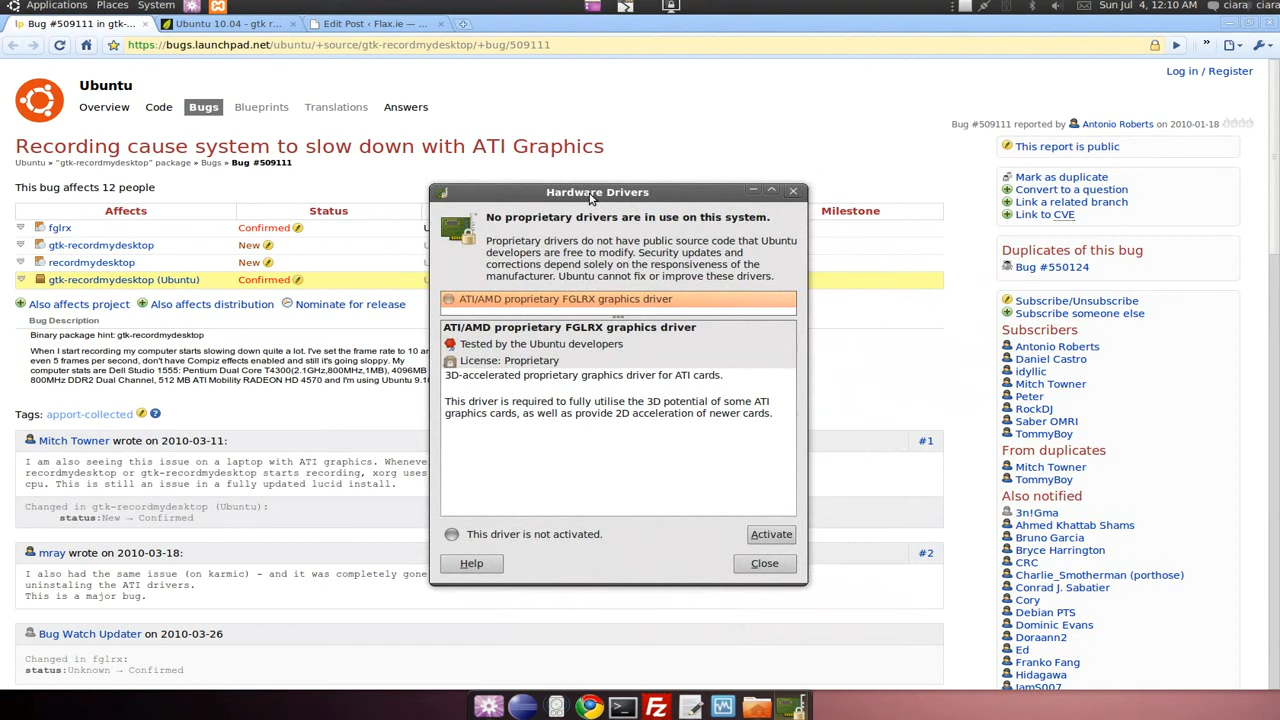 Applications Places System Sun Jul 4, 12:10 AM ciara
Bug #509111 in gtk-... Ubuntu 10.04 - gtk r... Edit Post ‹ Flax.ie — ...
https://bugs.launchpad.net/ubuntu/+source/gtk-recordmydesktop/+bug/509111
Log in / Register
Ubuntu
Overview Code Bugs Blueprints Translations Answers
Bug #509111 reported by Antonio Roberts on 2010-01-18
Recording cause system to slow down with ATI Graphics
Ubuntu » "gtk-recordmydesktop" package » Bugs » Bug #509111
This bug affects 12 people
Affects Status Milestone
fglrx Confirmed
gtk-recordmydesktop New
recordmydesktop New
gtk-recordmydesktop (Ubuntu) Confirmed
Also affects project Also affects distribution Nominate for release
Bug Description
Binary package hint: gtk-recordmydesktop
When I start recording my computer starts slowing down quite a lot. I've set the frame rate to 10 an
even 5 frames per second, don't have Compiz effects enabled and still it's going sloppy. My
computer stats are Dell Studio 1555: Pentium Dual Core T4300(2.1GHz,800MHz,1MB), 4096MB
800MHz DDR2 Dual Channel, 512 MB ATI Mobility RADEON HD 4570 and I'm using Ubuntu 9.10
Tags: apport-collected
Mitch Towner wrote on 2010-03-11: #1
I am also seeing this issue on a laptop with ATI graphics. Wheneve
recordmydesktop or gtk-recordmydesktop starts recording, xorg uses
cpu. This is still an issue in a fully updated lucid install.
Changed in gtk-recordmydesktop (Ubuntu):
status:New → Confirmed
mray wrote on 2010-03-18: #2
I also had the same issue (on karmic) - and it was completely gone
uninstaling the ATI drivers.
This is a major bug.
Bug Watch Updater on 2010-03-26
Changed in fglrx:
status:Unknown → Confirmed
Hardware Drivers
No proprietary drivers are in use on this system.
Proprietary drivers do not have public source code that Ubuntu
developers are free to modify. Security updates and
corrections depend solely on the responsiveness of the
manufacturer. Ubuntu cannot fix or improve these drivers.
ATI/AMD proprietary FGLRX graphics driver
ATI/AMD proprietary FGLRX graphics driver
Tested by the Ubuntu developers
License: Proprietary
3D-accelerated proprietary graphics driver for ATI cards.
This driver is required to fully utilise the 3D potential of some ATI
graphics cards, as well as provide 2D acceleration of newer cards.
This driver is not activated. Activate
Help Close
This report is public
Mark as duplicate
Convert to a question
Link a related branch
Link to CVE
Duplicates of this bug
Bug #550124
Subscribe/Unsubscribe
Subscribe someone else
Subscribers
Antonio Roberts
Daniel Castro
idyllic
Mitch Towner
Peter
RockDJ
Saber OMRI
TommyBoy
From duplicates
Mitch Towner
TommyBoy
Also notified
3n!Gma
Ahmed Khattab Shams
Bruno Garcia
Bryce Harrington
CRC
Charlie_Smotherman (porthose)
Conrad J. Sabatier
Cory
Debian PTS
Dominic Evans
Doraann2
Ed
Franko Fang
Hidagawa
JamS007